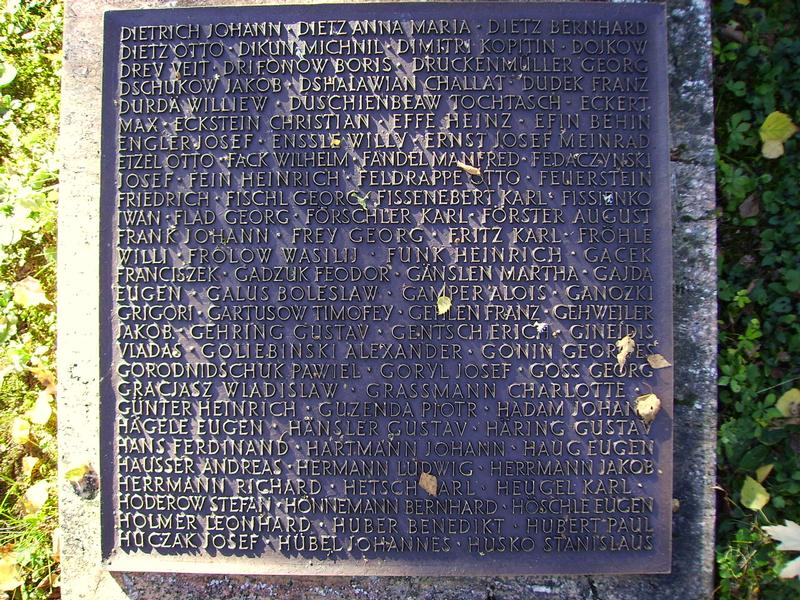 DIETRICH JOHANN · DIETZ ANNA MARIA · DIETZ BERNHARD
DIETZ OTTO · DIKUN MICHNIL · DIMITRI KOPITIN · DOJKOW
DREV VEIT · DRIFONOW BORIS · DRUCKENMÜLLER GEORG
DSCHUKOW JAKOB · DSHALAWIAN CHALLAT · DUDEK FRANZ
DURDA WILLIEW · DUSCHIENBEAW TOCHTASCH · ECKERT
MAX · ECKSTEIN CHRISTIAN · EFFE HEINZ · EFIN BEHIN
ENGLER JOSEF · ENSSLE WILLY · ERNST JOSEF MEINRAD
ETZEL OTTO · FACK WILHELM · FANDEL MANFRED · FEDACZYNSKI
JOSEF · FEIN HEINRICH · FELDRAPPE OTTO · FEUERSTEIN
FRIEDRICH · FISCHL GEORG · FISSENEBERT KARL · FISSIENKO
IWAN · FLAD GEORG · FÖRSCHLER KARL · FÖRSTER AUGUST
FRANK JOHANN · FREY GEORG · FRITZ KARL · FRÖHLE
WILLI · FROLOW WASILIJ · FUNK HEINRICH · GACEK
FRANCISZEK · GADZUK FEODOR · GÄNSLEN MARTHA · GAJDA
EUGEN · GALUS BOLESLAW · GAMPER ALOIS · GANOZKI
GRIGORI · GARTUSOW TIMOFEY · GEHLEN FRANZ · GEHWEILER
JAKOB · GEHRING GUSTAV · GENTSCH ERICH · GINEIDIS
VLADAS · GOLIEBINSKI ALEXANDER · GONIN GEORGES
GORODNIDSCHUK PAWIEL · GORYL JOSEF · GOSS GEORG
GRACJASZ WLADISLAW · GRASSMANN CHARLOTTE ·
GÜNTER HEINRICH · GUZENDA PIOTR · HADAM JOHANN
HÄGELE EUGEN · HÄNSLER GUSTAV · HÄRING GUSTAV
HANS FERDINAND · HARTMANN JOHANN · HAUG EUGEN
HAUSSER ANDREAS · HERMANN LUDWIG · HERRMANN JAKOB
HERRMANN RICHARD · HETSCH KARL · HEUGEL KARL ·
HODEROW STEFAN · HÖNNEMANN BERNHARD · HÖSCHLE EUGEN
HOLMER LEONHARD · HUBER BENEDIKT · HUBERT PAUL
HUCZAK JOSEF · HÜBEL JOHANNES · HUSKO STANISLAUS